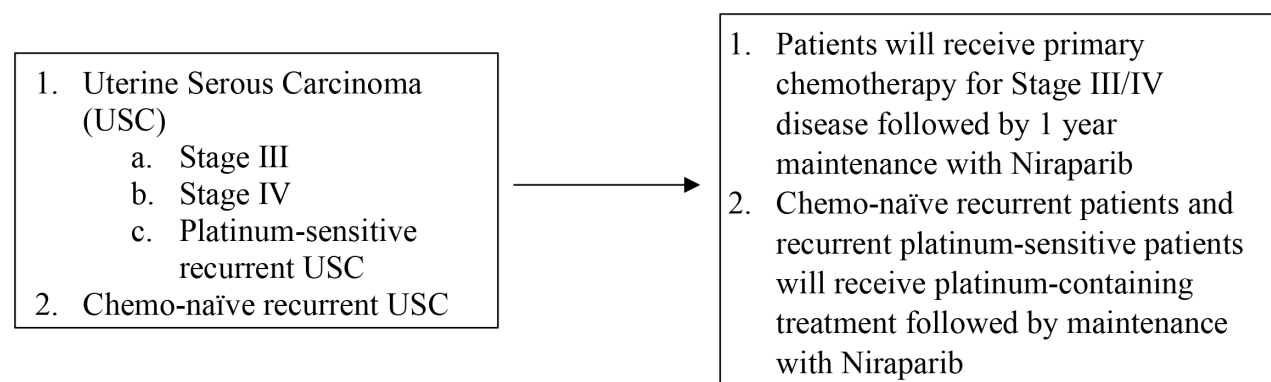 1. Uterine Serous Carcinoma
(USC)
a. Stage III
b. Stage IV
c. Platinum-sensitive
recurrent USC
2. Chemo-naïve recurrent USC
1. Patients will receive primary
chemotherapy for Stage III/IV
disease followed by 1 year
maintenance with Niraparib
2. Chemo-naïve recurrent patients and
recurrent platinum-sensitive patients
will receive platinum-containing
treatment followed by maintenance
with Niraparib